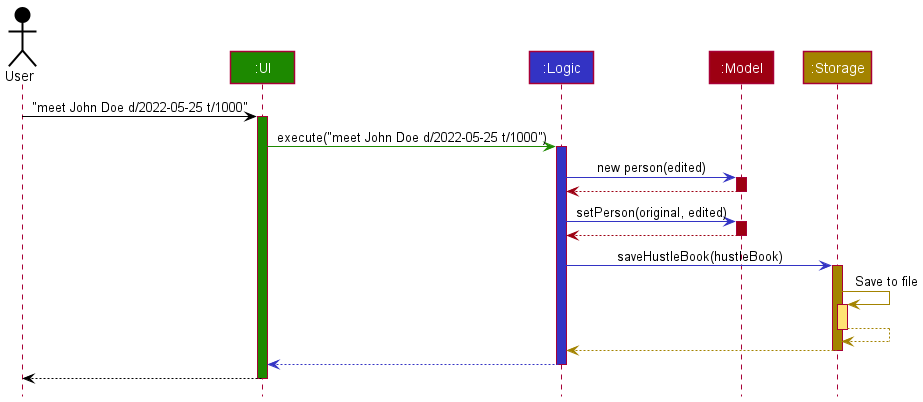 User
:UI
:Logic
:Model
:Storage
"meet John Doe d/2022-05-25 t/1000"
execute("meet John Doe d/2022-05-25 t/1000")
new person(edited)
setPerson(original, edited)
saveHustleBook(hustleBook)
Save to file